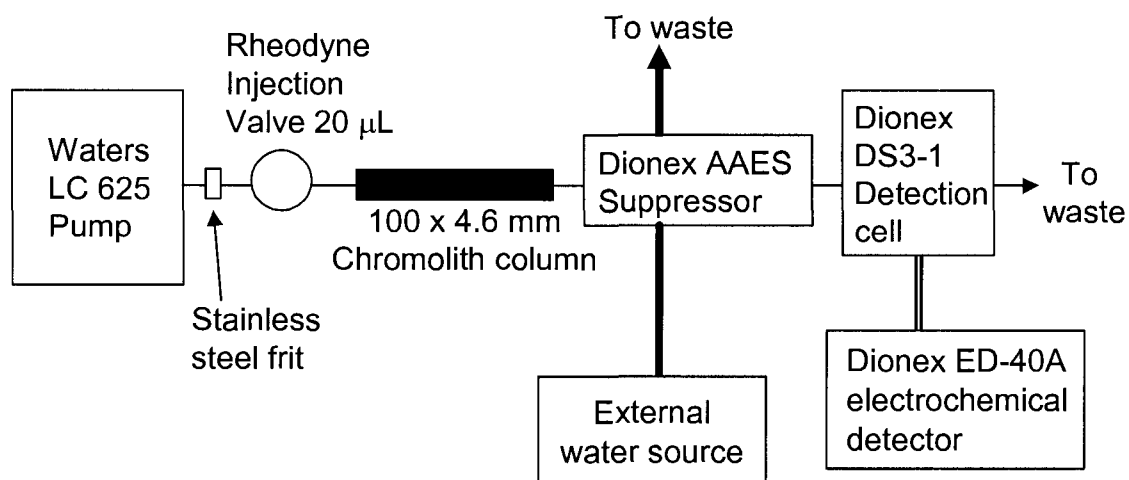 Waters
LC 625
Pump
Rheodyne
Injection
Valve 20 μL
Stainless
steel frit
100 x 4.6 mm
Chromolith column
To waste
Dionex AAES
Suppressor
External
water source
Dionex
DS3-1
Detection
cell
To
waste
Dionex ED-40A
electrochemical
detector